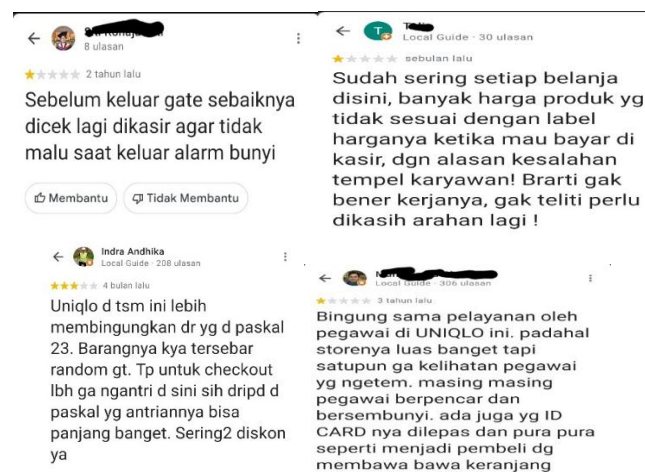 8 ulasan
2 tahun lalu
Sebelum keluar gate sebaiknya
dicek lagi dikasir agar tidak
malu saat keluar alarm bunyi
Membantu
Tidak Membantu
T
Local Guide · 30 ulasan
sebulan lalu
Sudah sering setiap belanja
disini, banyak harga produk yg
tidak sesuai dengan label
harganya ketika mau bayar di
kasir, dgn alasan kesalahan
tempel karyawan! Brarti gak
bener kerjanya, gak teliti perlu
dikasih arahan lagi !
Indra Andhika
Local Guide · 208 ulasan
4 bulan lalu
Uniqlo d tsm ini lebih
membingungkan dr yg d paskal
23. Barangnya kya tersebar
random gt. Tp untuk checkout
lbh ga ngantri d sini sih dripd d
paskal yg antriannya bisa
panjang banget. Sering2 diskon
ya
Local Guide · 306 ulasan
3 tahun lalu
Bingung sama pelayanan oleh
pegawai di UNIQLO ini. padahal
storenya luas banget tapi
satupun ga kelihatan pegawai
yg ngetem. masing masing
pegawai berpencar dan
bersembunyi. ada juga yg ID
CARD nya dilepas dan pura pura
seperti menjadi pembeli dg
membawa bawa keranjang